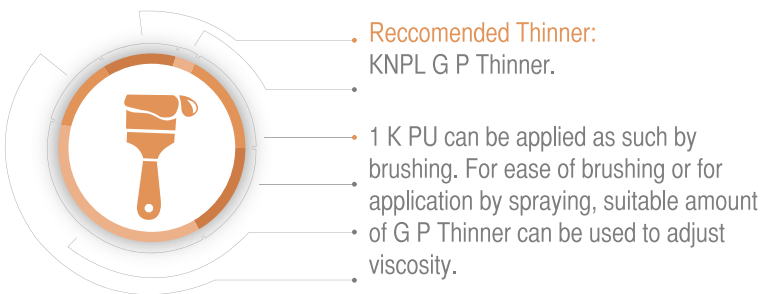 Reccomended Thinner:
KNPL G P Thinner.
1 K PU can be applied as such by
brushing. For ease of brushing or for
application by spraying, suitable amount
of G P Thinner can be used to adjust
viscosity.